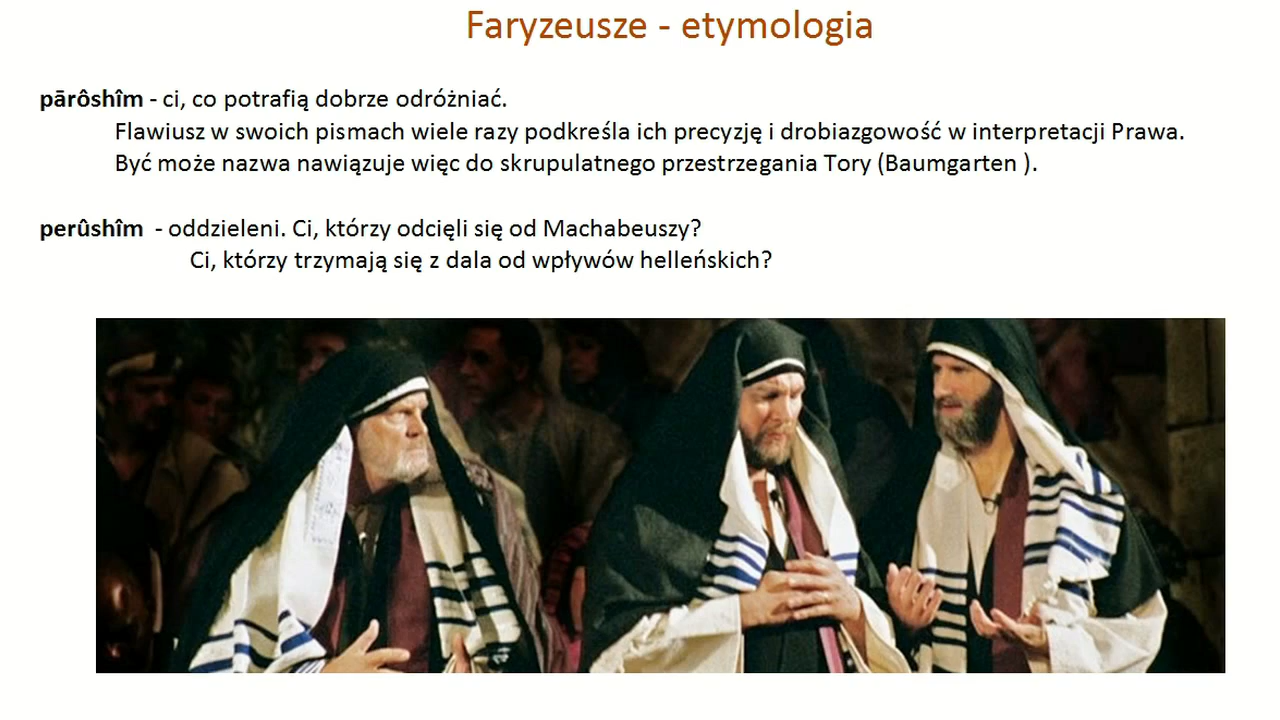 Faryzeusze - etymologia
pārôshîm - ci, co potrafią dobrze odróżniać.
Flawiusz w swoich pismach wiele razy podkreśla ich precyzję i drobiazgowość w interpretacji Prawa.
Być może nazwa nawiązuje więc do skrupulatnego przestrzegania Tory (Baumgarten ).
perûshîm - oddzieleni. Ci, którzy odcięli się od Machabeuszy?
Ci, którzy trzymają się z dala od wpływów helleńskich?